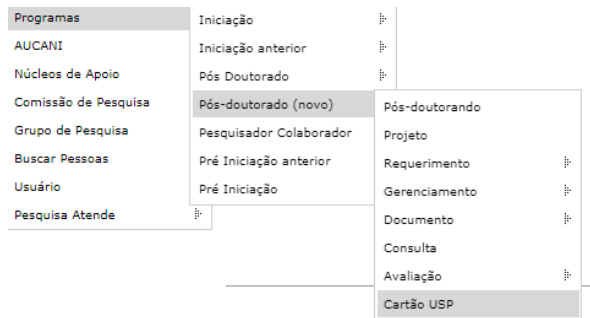 Programas
AUCANI
Núcleos de Apoio
Comissão de Pesquisa
Grupo de Pesquisa
Buscar Pessoas
Usuário
Pesquisa Atende
Iniciação
Iniciação anterior
Pós Doutorado
Pós-doutorado (novo)
Pesquisador Colaborador
Pré Iniciação anterior
Pré Iniciação
Pós-doutorando
Projeto
Requerimento
Gerenciamento
Documento
Consulta
Avaliação
Cartão USP